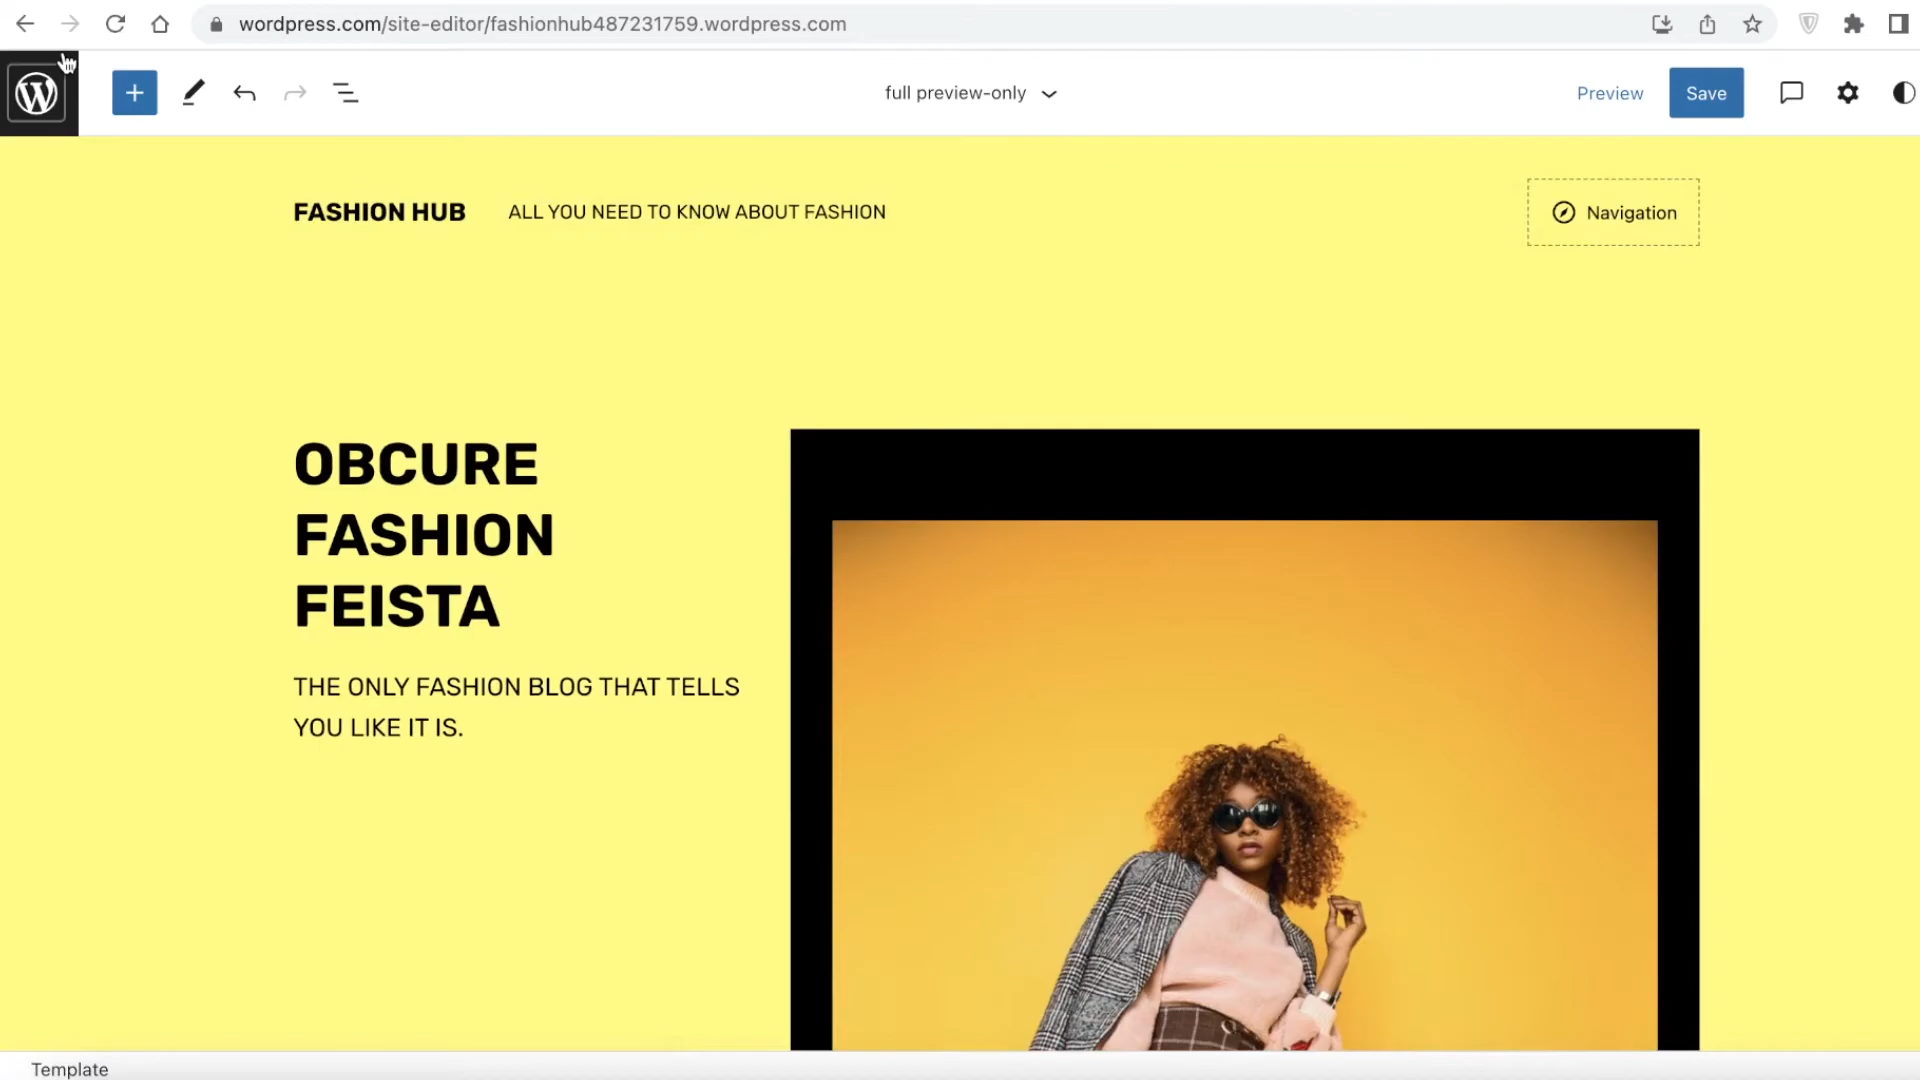 wordpress.com/site-editor/fashionhub487231759.wordpress.com
full preview-only
Preview
Save
FASHION HUB
ALL YOU NEED TO KNOW ABOUT FASHION
Navigation
OBCURE
FASHION
FEISTA
THE ONLY FASHION BLOG THAT TELLS
YOU LIKE IT IS.
Template